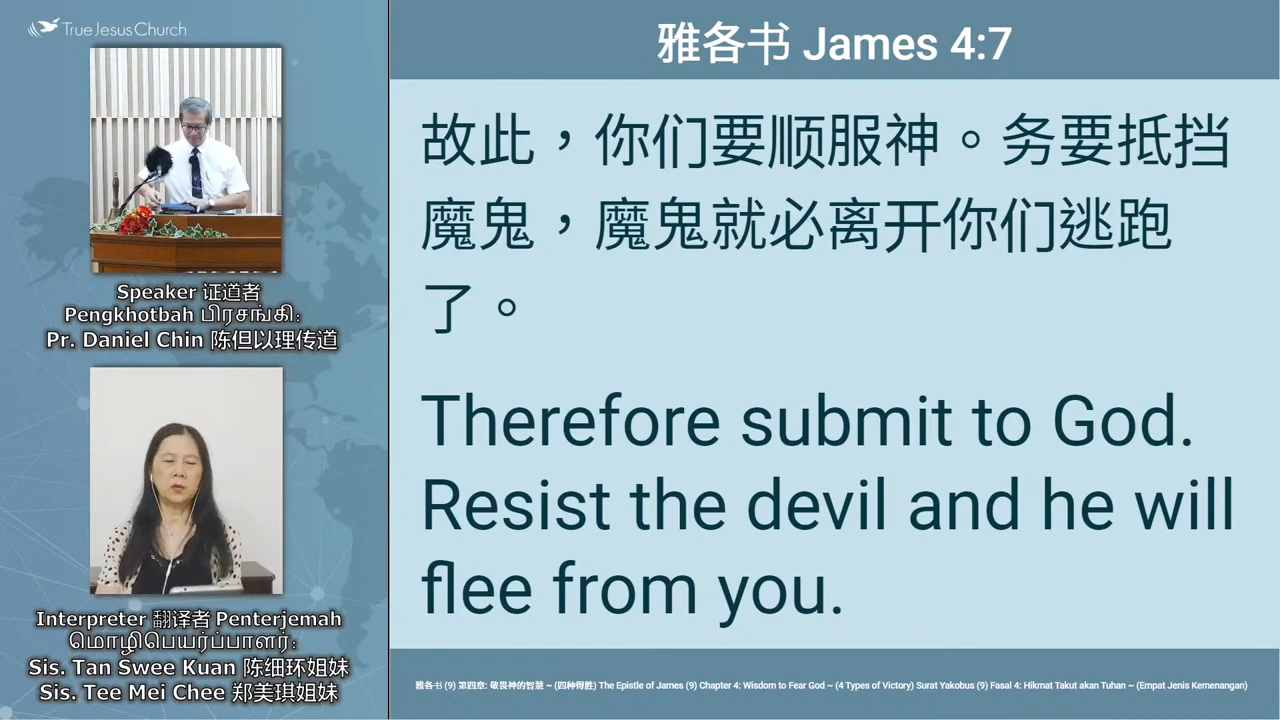 True Jesus Church
Speaker 证道者
Pengkhotbah பிரசங்கி:
Pr. Daniel Chin 陈但以理传道
Interpreter 翻译者 Penterjemah
மொழிபெயர்ப்பாளர்:
Sis. Tan Swee Kuan 陈细环姐妹
Sis. Tee Mei Chee 郑美琪姐妹
雅各书 James 4:7
故此，你们要顺服神。务要抵挡
魔鬼，魔鬼就必离开你们逃跑
了。
Therefore submit to God.
Resist the devil and he will
flee from you.
雅各书 (9) 第四章: 敬畏神的智慧 ~ (四种得胜) The Epistle of James (9) Chapter 4: Wisdom to Fear God ~ (4 Types of Victory) Surat Yakobus (9) Fasal 4: Hikmat Takut akan Tuhan ~ (Empat Jenis Kemenangan)